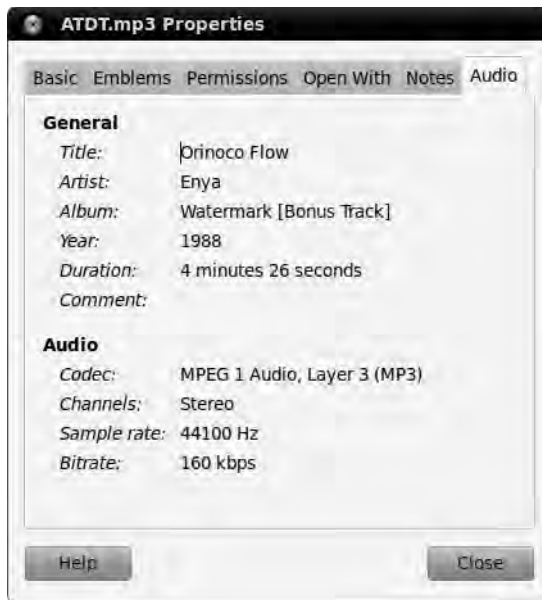 ATDT.mp3 Properties
Basic Emblems Permissions Open With Notes Audio
General
Title: Orinoco Flow
Artist: Enya
Album: Watermark [Bonus Track]
Year: 1988
Duration: 4 minutes 26 seconds
Comment:
Audio
Codec: MPEG 1 Audio, Layer 3 (MP3)
Channels: Stereo
Sample rate: 44100 Hz
Bitrate: 160 kbps
Help Close